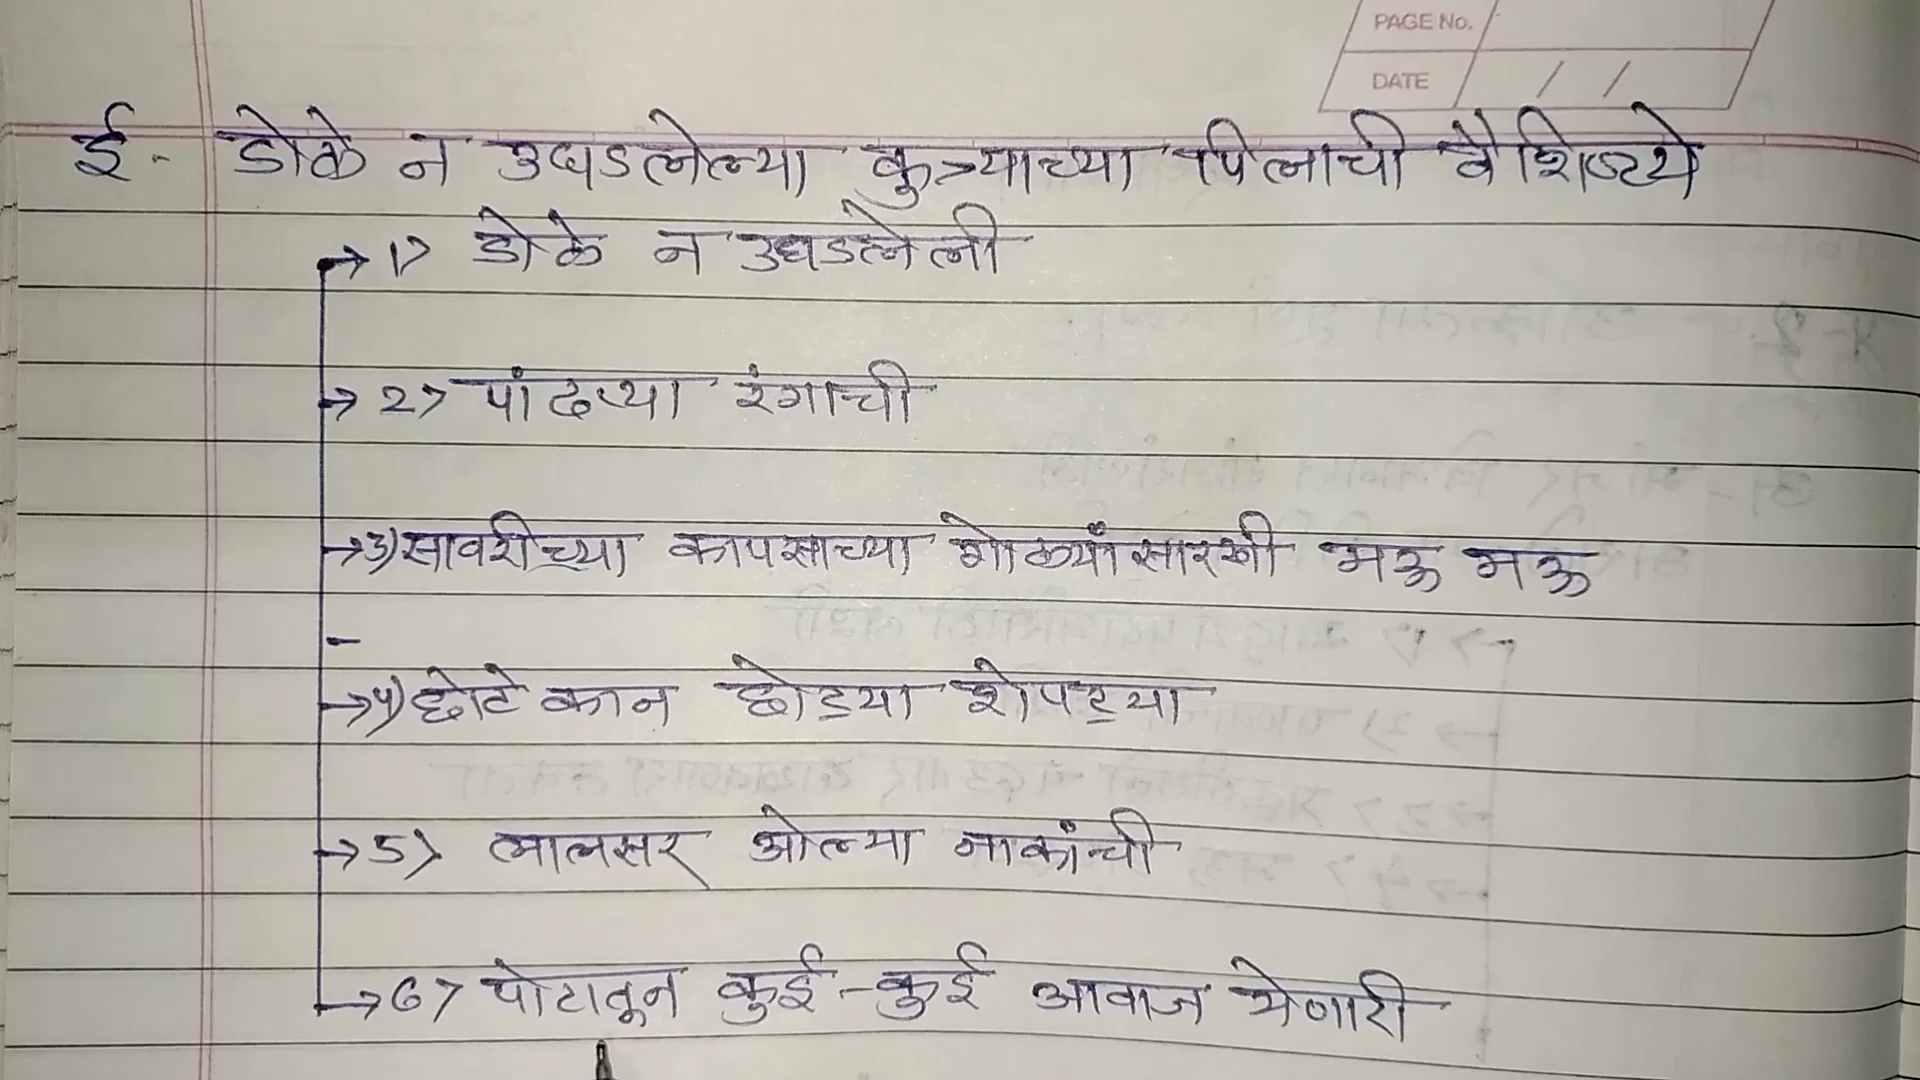 PAGE No.
DATE / /
ई- डोळे न उघडलेल्या कुत्र्याच्या पिलाची वैशिष्ट्ये
→ 1> डोळे न उघडलेली
→ 2> पांढऱ्या रंगाची
→ 3) सावरीच्या कापसाच्या गोळ्यांसारखी मऊ मऊ
→ 4) छोटे कान छोट्या शेपट्या
→ 5> लालसर ओल्या नाकांची
→ 6> पोटातून कुई-कुई आवाज येणारी